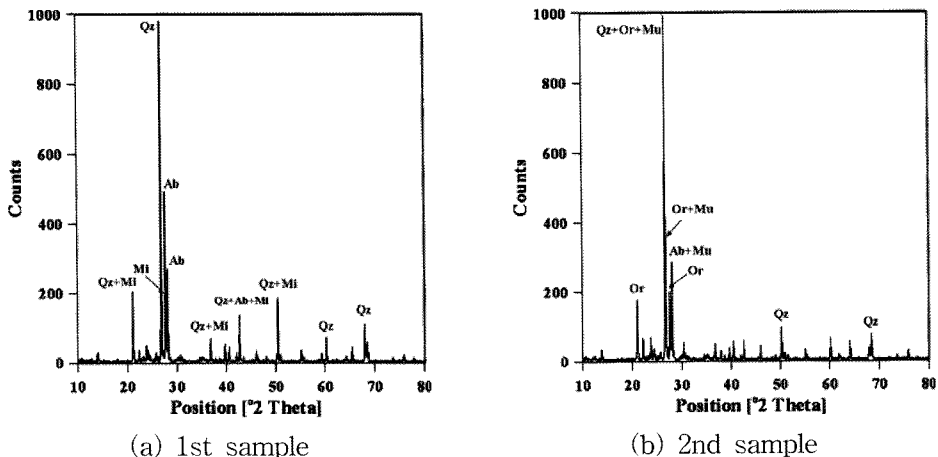 1000
800
600
400
200
0
Counts
Qz
Ab
Mi
Ab
Qz+Mi
Qz+Mi
Qz+Ab+Mi
Qz+Mi
Qz
Qz
10 20 30 40 50 60 70 80
Position [°2 Theta]
(a) 1st sample
1000
800
600
400
200
0
Counts
Qz+Or+Mu
Or+Mu
Ab+Mu
Or
Or
Qz
Qz
10 20 30 40 50 60 70 80
Position [°2 Theta]
(b) 2nd sample